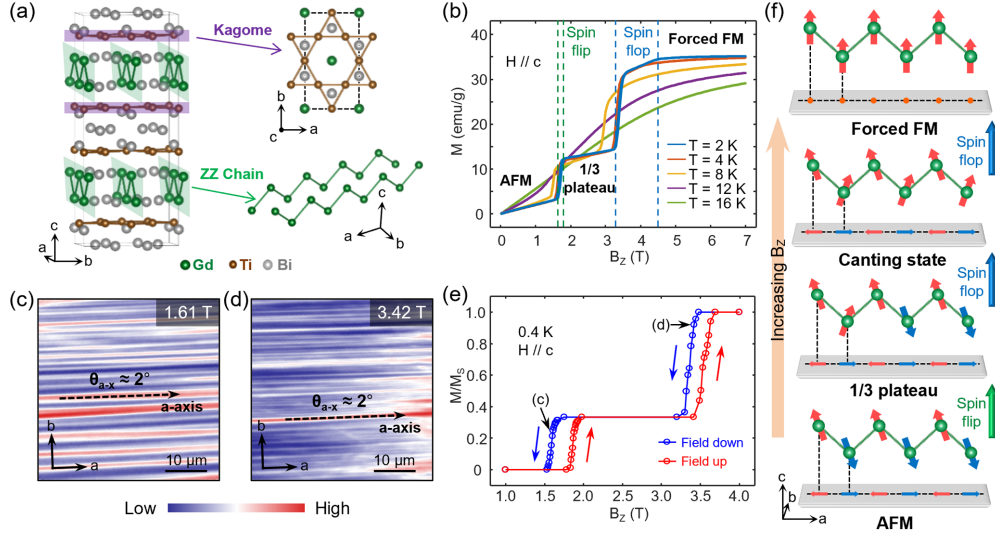 (a)
Kagome
b
c
a
ZZ Chain
c
a
b
c
a
b
Gd
Ti
Bi
(b)
Spin
flip
Spin
flop
Forced FM
H // c
AFM
1/3
plateau
T = 2 K
T = 4 K
T = 8 K
T = 12 K
T = 16 K
M (emu/g)
40
30
20
10
0
0
1
2
3
4
5
6
7
B_Z (T)
(c)
1.61 T
θ_a-x ≈ 2°
a-axis
b
a
10 μm
(d)
3.42 T
θ_a-x ≈ 2°
a-axis
b
a
10 μm
Low
High
(e)
0.4 K
H // c
(d)
(c)
Field down
Field up
M/M_S
1.0
0.8
0.6
0.4
0.2
0
1.0
1.5
2.0
2.5
3.0
3.5
4.0
B_Z (T)
(f)
Increasing B_Z
Forced FM
Spin
flop
Canting state
Spin
flop
1/3 plateau
Spin
flip
c
b
a
AFM